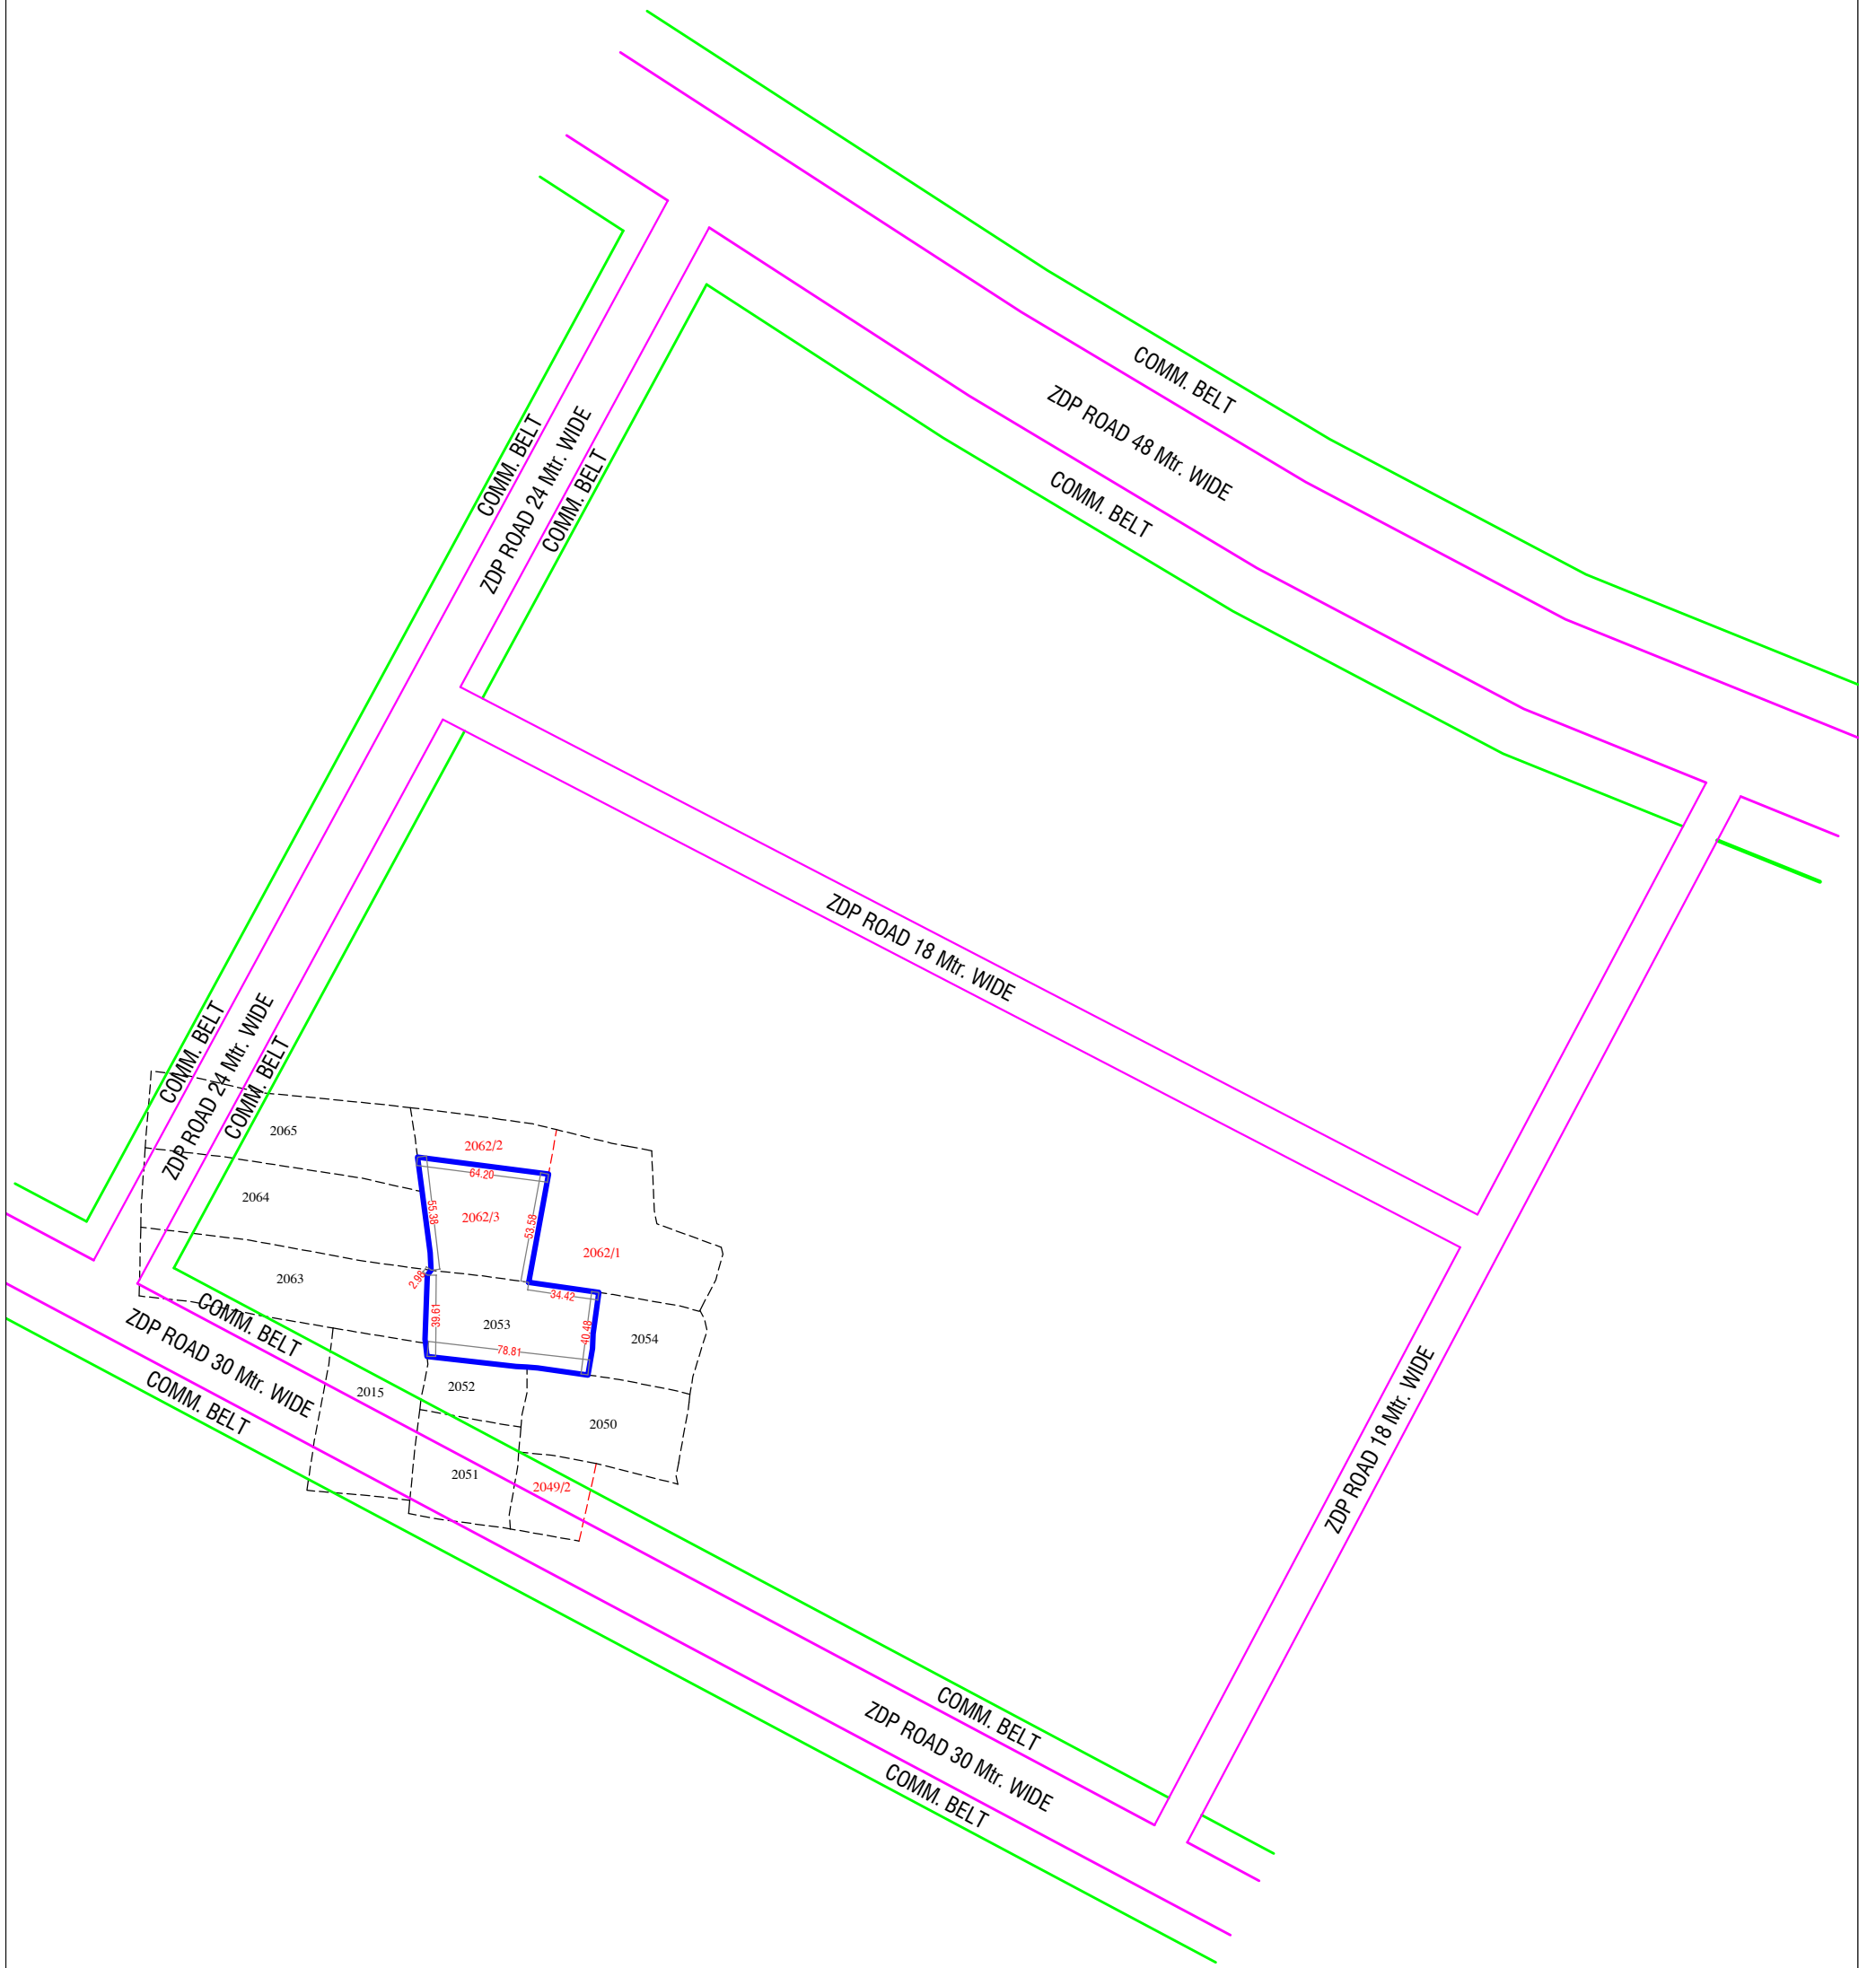 COMM. BELT
ZDP ROAD 48 Mtr. WIDE
COMM. BELT
COMM. BELT
ZDP ROAD 24 Mtr. WIDE
COMM. BELT
ZDP ROAD 18 Mtr. WIDE
COMM. BELT
ZDP ROAD 24 Mtr. WIDE
COMM. BELT
2065
2062/2
64.20
2064
55.38
2062/3
53.58
2062/1
2063
2.98
34.42
39.61
2053
40.48
2054
78.81
COMM. BELT
ZDP ROAD 30 Mtr. WIDE
COMM. BELT
2015
2052
2050
2051
2049/2
ZDP ROAD 18 Mtr. WIDE
COMM. BELT
ZDP ROAD 30 Mtr. WIDE
COMM. BELT